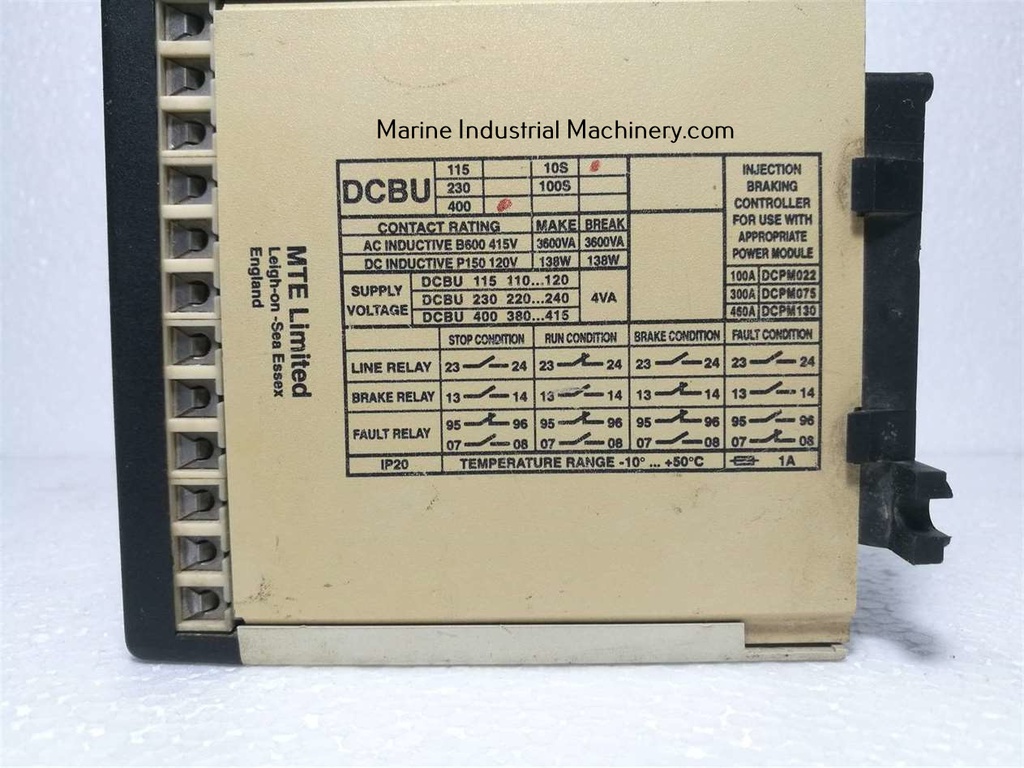 Marine Industrial Machinery.com
DCBU 115 10S
230 100S
400
CONTACT RATING MAKE BREAK
AC INDUCTIVE B600 415V 3600VA 3600VA
DC INDUCTIVE P150 120V 138W 138W
SUPPLY VOLTAGE
DCBU 115 110...120
DCBU 230 220...240
DCBU 400 380...415
4VA
INJECTION
BRAKING
CONTROLLER
FOR USE WITH
APPROPRIATE
POWER MODULE
100A DCPM022
300A DCPM075
450A DCPM130
STOP CONDITION RUN CONDITION BRAKE CONDITION FAULT CONDITION
LINE RELAY 23 24 23 24 23 24 23 24
BRAKE RELAY 13 14 13 14 13 14 13 14
FAULT RELAY 95 96 95 96 95 96 95 96
07 08 07 08 07 08 07 08
IP20 TEMPERATURE RANGE -10° ... +50°C 1A
MTE Limited
Leigh-on -Sea Essex
England